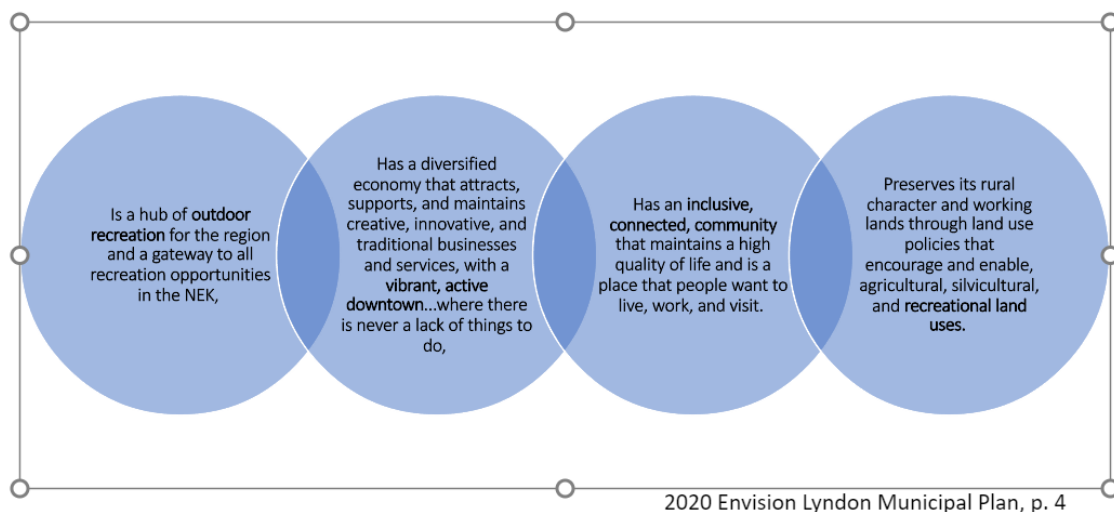 Is a hub of outdoor
recreation for the region
and a gateway to all
recreation opportunities
in the NEK,
Has a diversified
economy that attracts,
supports, and maintains
creative, innovative, and
traditional businesses
and services, with a
vibrant, active
downtown...where there
is never a lack of things to
do,
Has an inclusive,
connected, community
that maintains a high
quality of life and is a
place that people want to
live, work, and visit.
Preserves its rural
character and working
lands through land use
policies that
encourage and enable,
agricultural, silvicultural,
and recreational land
uses.
2020 Envision Lyndon Municipal Plan, p. 4